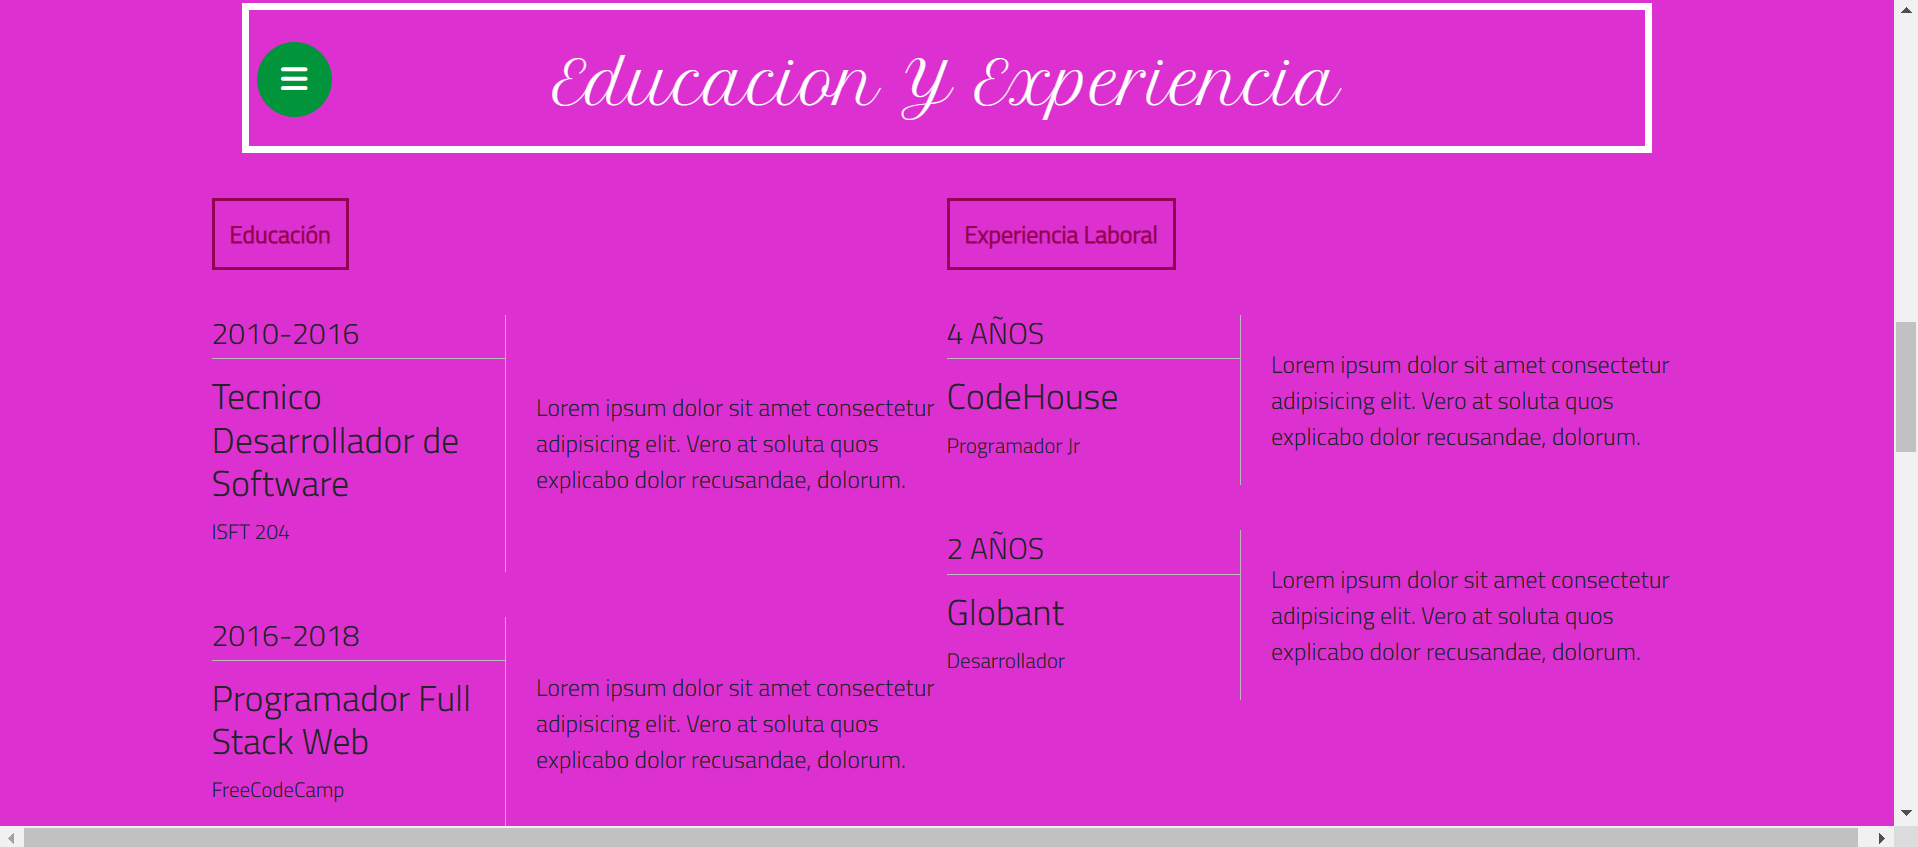 Educacion Y Experiencia
Educación
2010-2016
Tecnico
Desarrollador de
Software
ISFT 204
Lorem ipsum dolor sit amet consectetur
adipisicing elit. Vero at soluta quos
explicabo dolor recusandae, dolorum.
2016-2018
Programador Full
Stack Web
FreeCodeCamp
Lorem ipsum dolor sit amet consectetur
adipisicing elit. Vero at soluta quos
explicabo dolor recusandae, dolorum.
Experiencia Laboral
4 AÑOS
CodeHouse
Programador Jr
Lorem ipsum dolor sit amet consectetur
adipisicing elit. Vero at soluta quos
explicabo dolor recusandae, dolorum.
2 AÑOS
Globant
Desarrollador
Lorem ipsum dolor sit amet consectetur
adipisicing elit. Vero at soluta quos
explicabo dolor recusandae, dolorum.